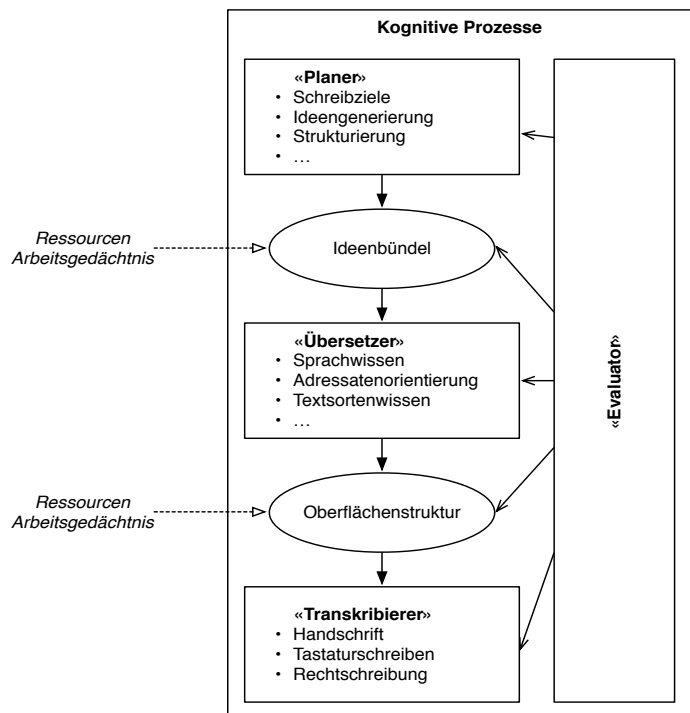 Kognitive Prozesse
«Planer»
• Schreibziele
• Ideengenerierung
• Strukturierung
• …
Ressourcen
Arbeitsgedächtnis
Ideenbündel
«Übersetzer»
• Sprachwissen
• Adressatenorientierung
• Textsortenwissen
• …
«Evaluator»
Ressourcen
Arbeitsgedächtnis
Oberflächenstruktur
«Transkribierer»
• Handschrift
• Tastaturschreiben
• Rechtschreibung